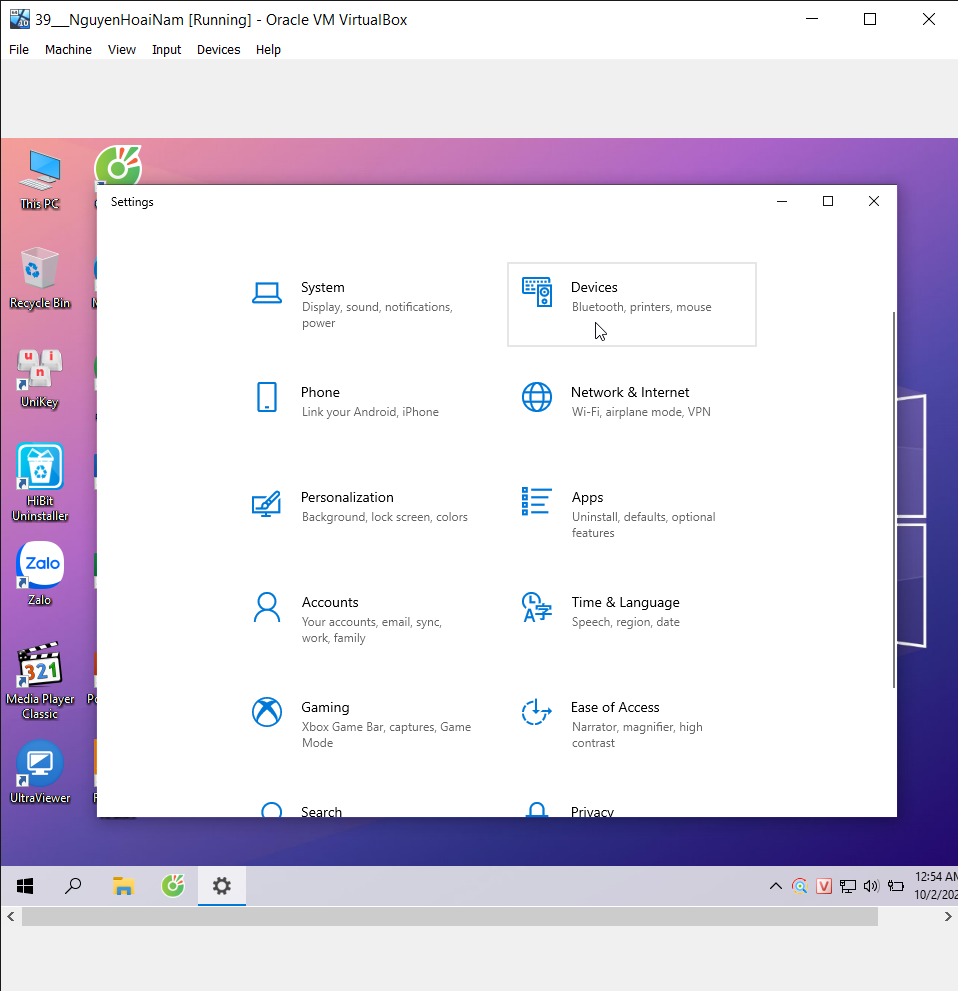 39___NguyenHoaiNam [Running] - Oracle VM VirtualBox
File Machine View Input Devices Help
This PC
Recycle Bin
u n i
UniKey
HiBit
Uninstaller
Zalo
Zalo
321
Media Player
Classic
UltraViewer
Settings
System
Display, sound, notifications,
power
Devices
Bluetooth, printers, mouse
Phone
Link your Android, iPhone
Network & Internet
Wi-Fi, airplane mode, VPN
Personalization
Background, lock screen, colors
Apps
Uninstall, defaults, optional
features
Accounts
Your accounts, email, sync,
work, family
A字
Time & Language
Speech, region, date
Gaming
Xbox Game Bar, captures, Game
Mode
Ease of Access
Narrator, magnifier, high
contrast
Search
Privacy
V
12:54 AM
10/2/202